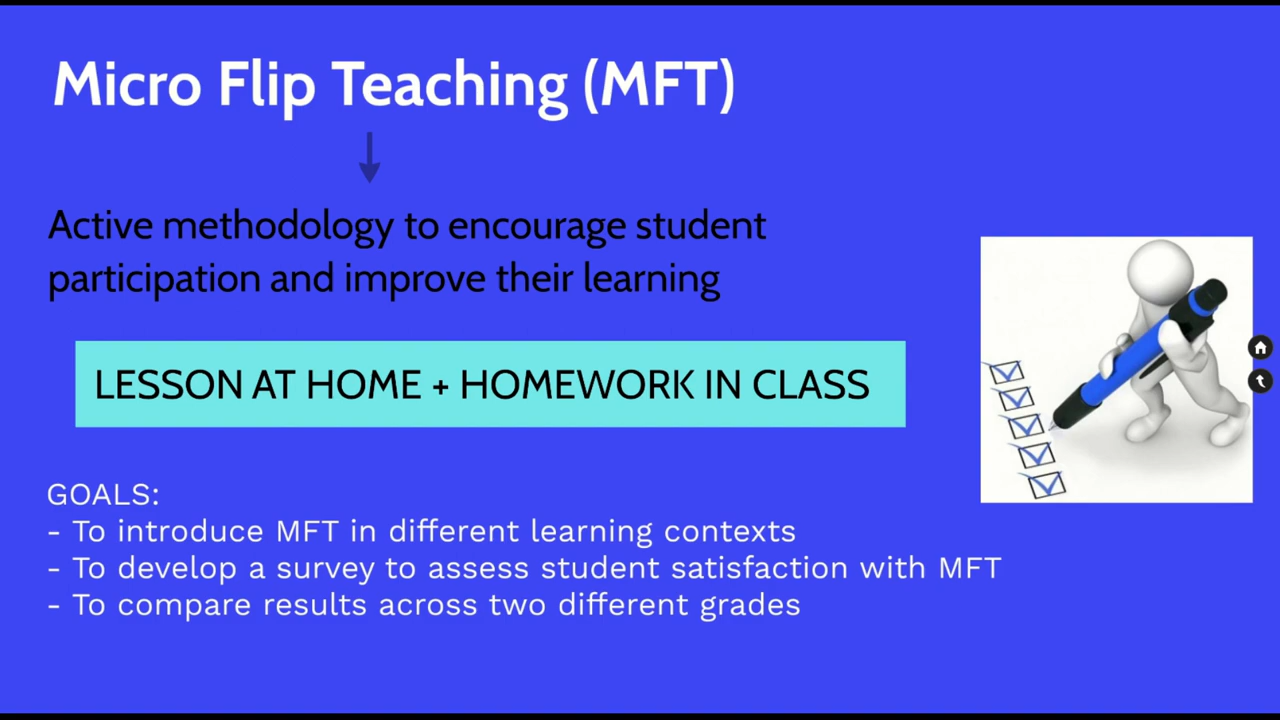 Micro Flip Teaching (MFT)
Active methodology to encourage student
participation and improve their learning
LESSON AT HOME + HOMEWORK IN CLASS
GOALS:
- To introduce MFT in different learning contexts
- To develop a survey to assess student satisfaction with MFT
- To compare results across two different grades